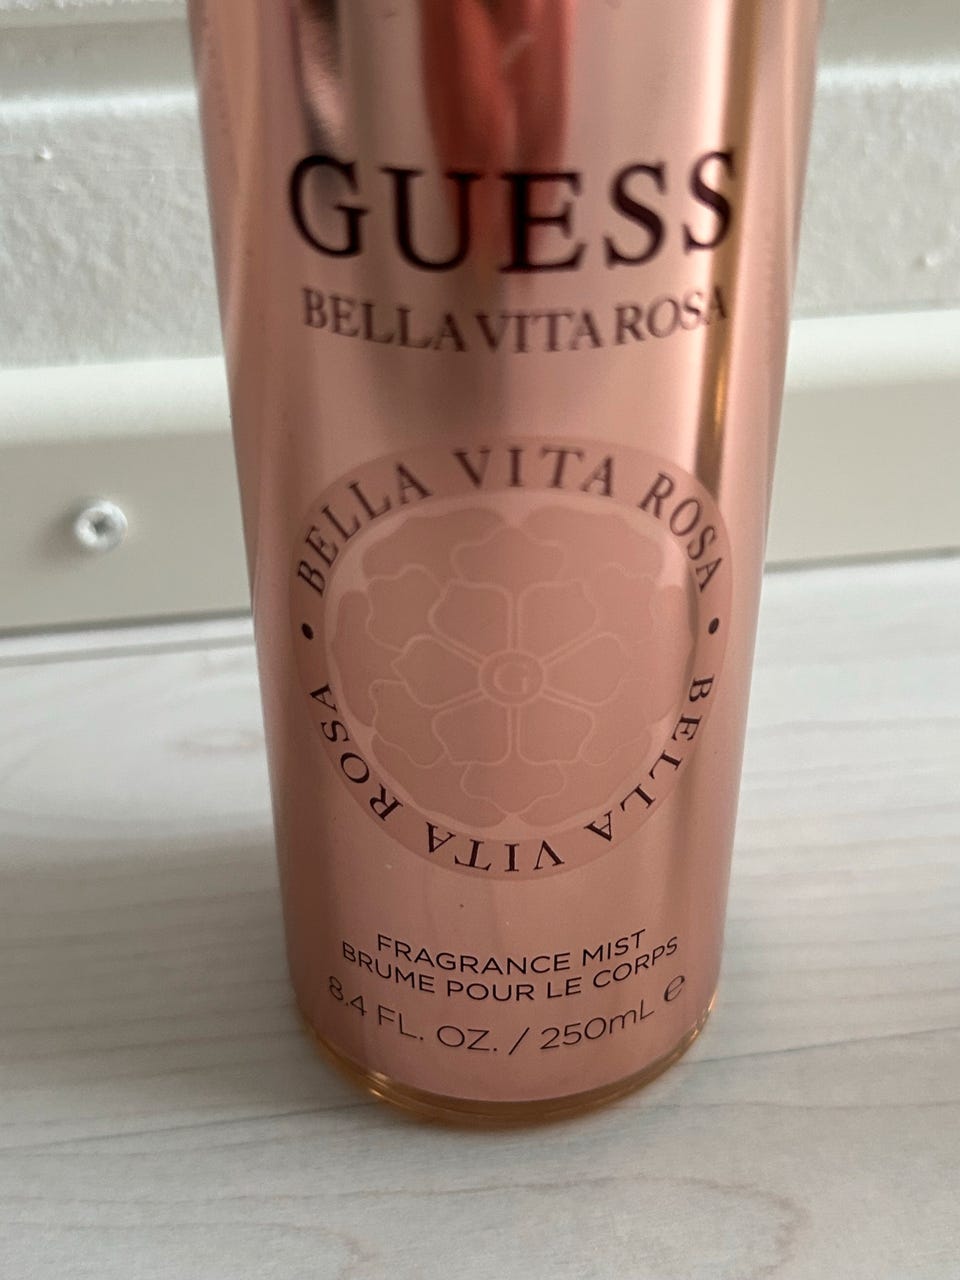 GUESS
BELLA VITA ROSA
BELLA VITA ROSA • BELLA VITA ROSA •
G
FRAGRANCE MIST
BRUME POUR LE CORPS
8.4 FL. OZ. / 250mL ℮